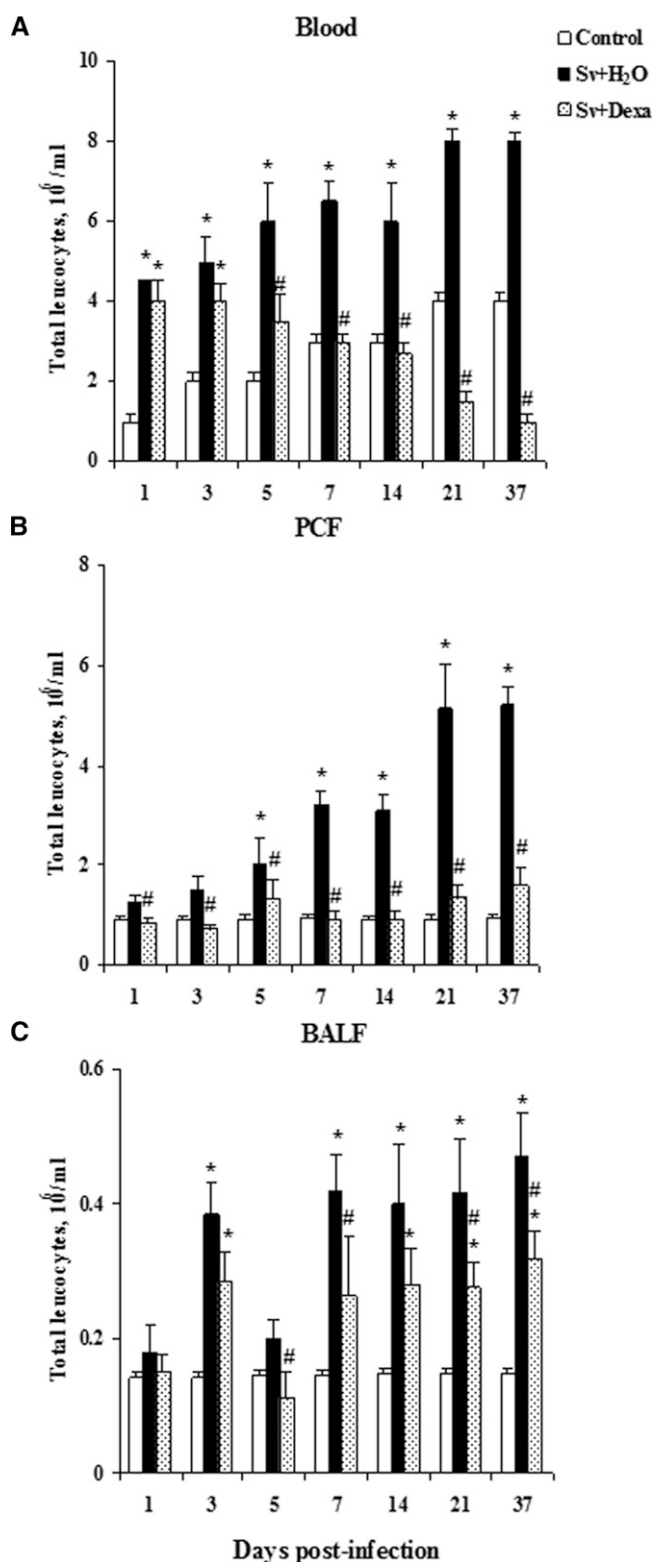 A
Blood
Control
Sv+H₂O
Sv+Dexa
Total leucocytes, 10⁶/ml
10
8
6
4
2
0
* * * * * * * * * # # # # #
1 3 5 7 14 21 37
B
PCF
Total leucocytes, 10⁶/ml
8
6
4
2
0
# # * # * # * # * # * #
1 3 5 7 14 21 37
C
BALF
Total leucocytes, 10⁶/ml
0.6
0.4
0.2
0
* * # * # * * * # * * # *
1 3 5 7 14 21 37
Days post-infection